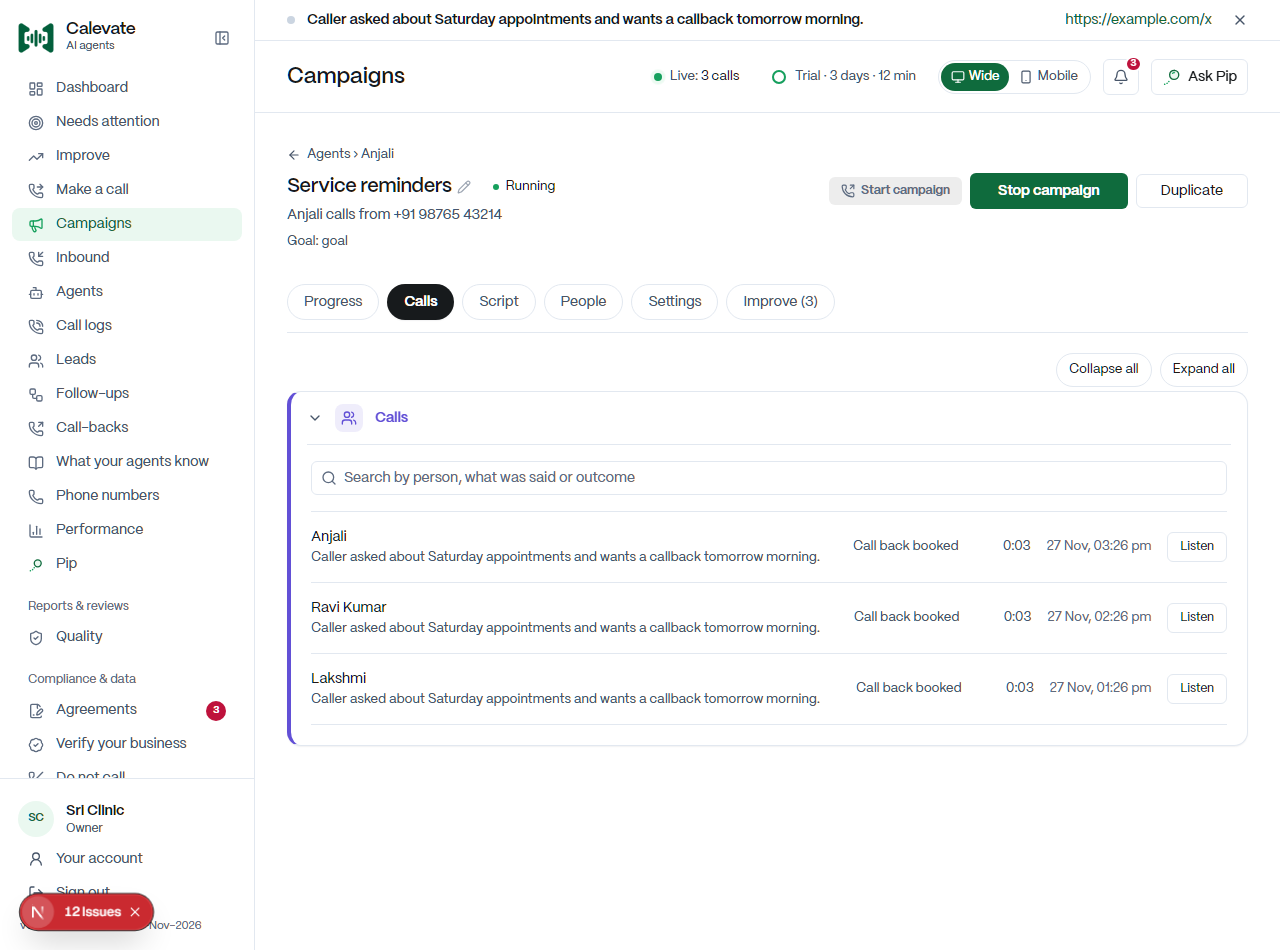 Calevate
AI agents
Dashboard
Needs attention
Improve
Make a call
Campaigns
Inbound
Agents
Call logs
Leads
Follow-ups
Call-backs
What your agents know
Phone numbers
Performance
Pip
Reports & reviews
Quality
Compliance & data
Agreements 3
Verify your business
Do not call
SC
Sri Clinic
Owner
Your account
Sign out
12 Issues
Nov-2026
Caller asked about Saturday appointments and wants a callback tomorrow morning. https://example.com/x
Campaigns
Live: 3 calls
Trial · 3 days · 12 min
Wide Mobile
3
Ask Pip
Agents › Anjali
Service reminders
Running
Start campaign Stop campaign Duplicate
Anjali calls from +91 98765 43214
Goal: goal
Progress Calls Script People Settings Improve (3)
Collapse all Expand all
Calls
Search by person, what was said or outcome
Anjali
Caller asked about Saturday appointments and wants a callback tomorrow morning.
Call back booked 0:03 27 Nov, 03:26 pm Listen
Ravi Kumar
Caller asked about Saturday appointments and wants a callback tomorrow morning.
Call back booked 0:03 27 Nov, 02:26 pm Listen
Lakshmi
Caller asked about Saturday appointments and wants a callback tomorrow morning.
Call back booked 0:03 27 Nov, 01:26 pm Listen